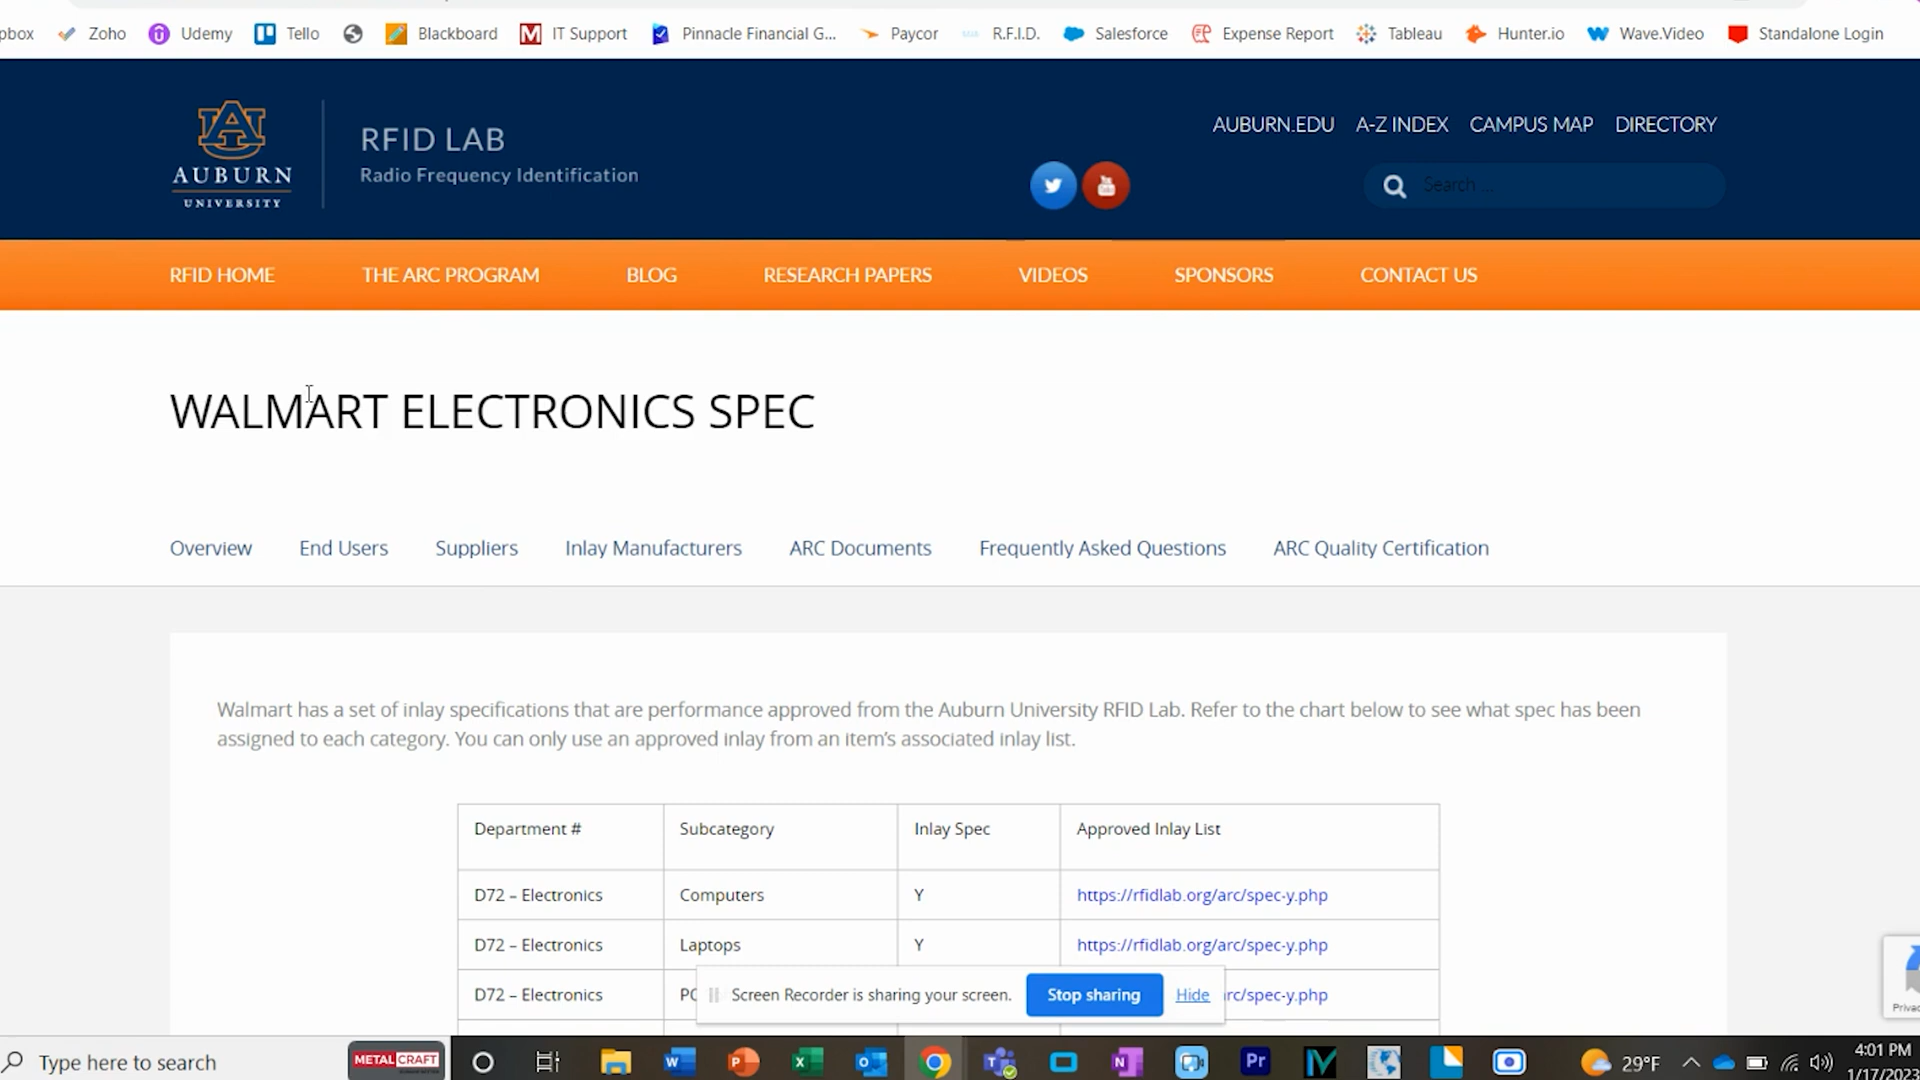 pbox Zoho Udemy Tello Blackboard IT Support Pinnacle Financial G... Paycor R.F.I.D. Salesforce Expense Report Tableau Hunter.io Wave.Video Standalone Login
AUBURN
UNIVERSITY
RFID LAB
Radio Frequency Identification
AUBURN.EDU A-Z INDEX CAMPUS MAP DIRECTORY
Search ...
RFID HOME THE ARC PROGRAM BLOG RESEARCH PAPERS VIDEOS SPONSORS CONTACT US
WALMART ELECTRONICS SPEC
Overview End Users Suppliers Inlay Manufacturers ARC Documents Frequently Asked Questions ARC Quality Certification
Walmart has a set of inlay specifications that are performance approved from the Auburn University RFID Lab. Refer to the chart below to see what spec has been
assigned to each category. You can only use an approved inlay from an item's associated inlay list.
Department # Subcategory Inlay Spec Approved Inlay List
D72 – Electronics Computers Y https://rfidlab.org/arc/spec-y.php
D72 – Electronics Laptops Y https://rfidlab.org/arc/spec-y.php
D72 – Electronics PC rc/spec-y.php
Screen Recorder is sharing your screen. Stop sharing Hide
Priva
Type here to search
METALCRAFT
29°F
4:01 PM
1/17/2023